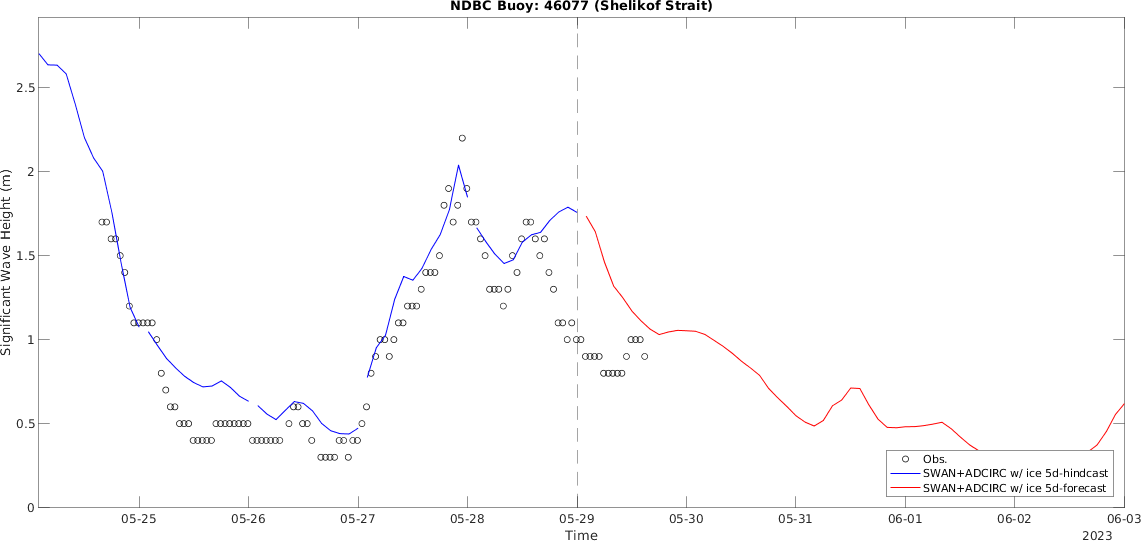 NDBC Buoy: 46077 (Shelikof Strait)
Significant Wave Height (m)
2.5
2
1.5
1
0.5
0
Obs.
SWAN+ADCIRC w/ ice 5d-hindcast
SWAN+ADCIRC w/ ice 5d-forecast
05-25 05-26 05-27 05-28 05-29 05-30 05-31 06-01 06-02 06-03
Time 2023